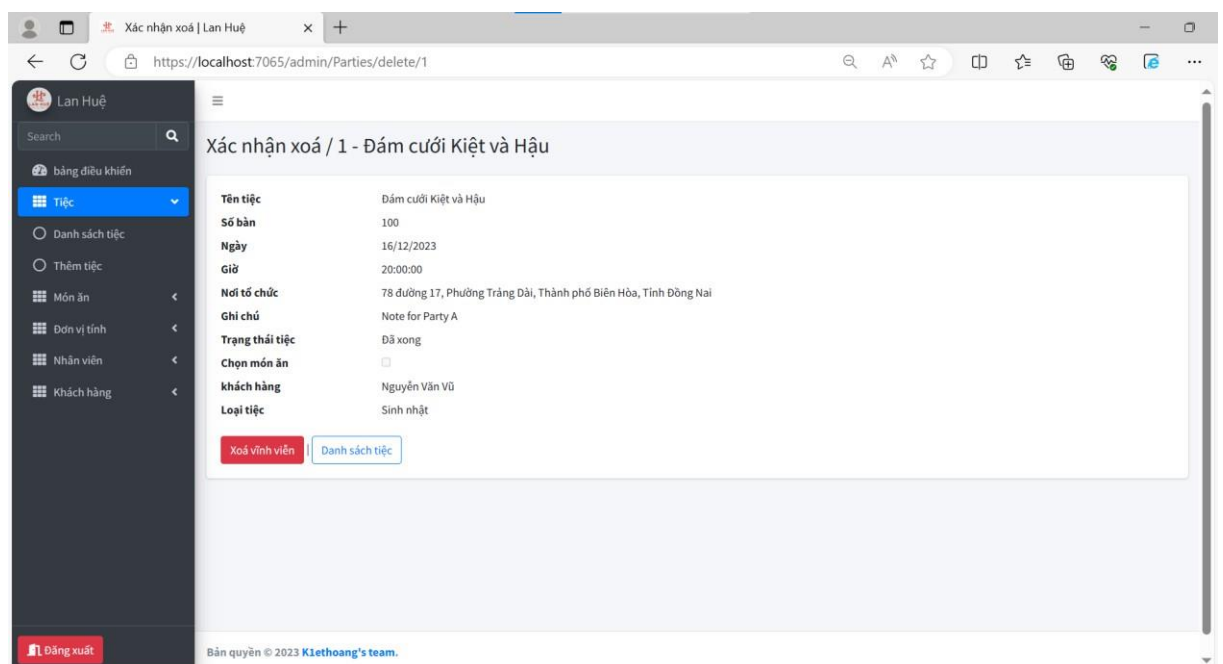 Xác nhận xoá | Lan Huệ
https://localhost:7065/admin/Parties/delete/1
Lan Huệ
Search
bảng điều khiển
Tiệc
Danh sách tiệc
Thêm tiệc
Món ăn
Đơn vị tính
Nhân viên
Khách hàng
Đăng xuất
Xác nhận xoá / 1 - Đám cưới Kiệt và Hậu
Tên tiệc Đám cưới Kiệt và Hậu
Số bàn 100
Ngày 16/12/2023
Giờ 20:00:00
Nơi tổ chức 78 đường 17, Phường Trảng Dài, Thành phố Biên Hòa, Tỉnh Đồng Nai
Ghi chú Note for Party A
Trạng thái tiệc Đã xong
Chọn món ăn
khách hàng Nguyễn Văn Vũ
Loại tiệc Sinh nhật
Xoá vĩnh viễn | Danh sách tiệc
Bản quyền © 2023 K1ethoang's team.